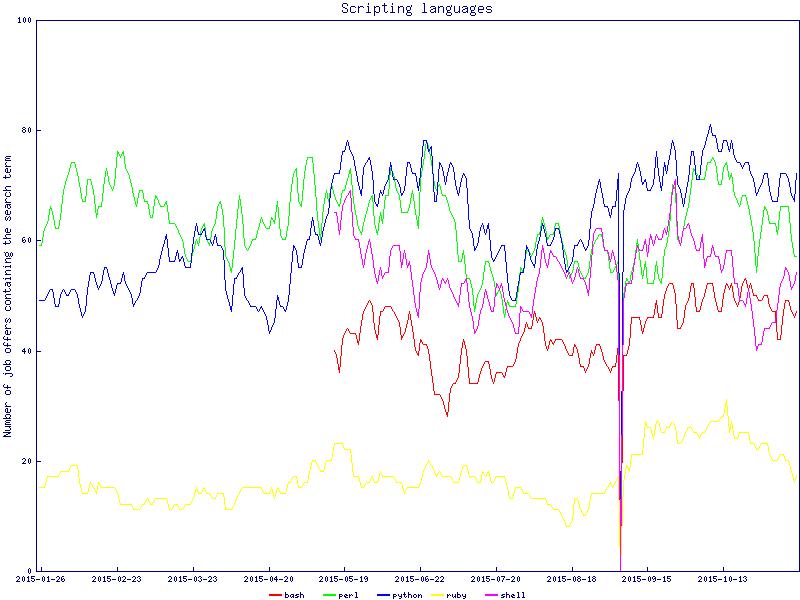 Scripting languages
Number of job offers containing the search term
100
80
60
40
20
0
2015-01-26 2015-02-23 2015-03-23 2015-04-20 2015-05-19 2015-06-22 2015-07-20 2015-08-18 2015-09-15 2015-10-13
bash perl python ruby shell